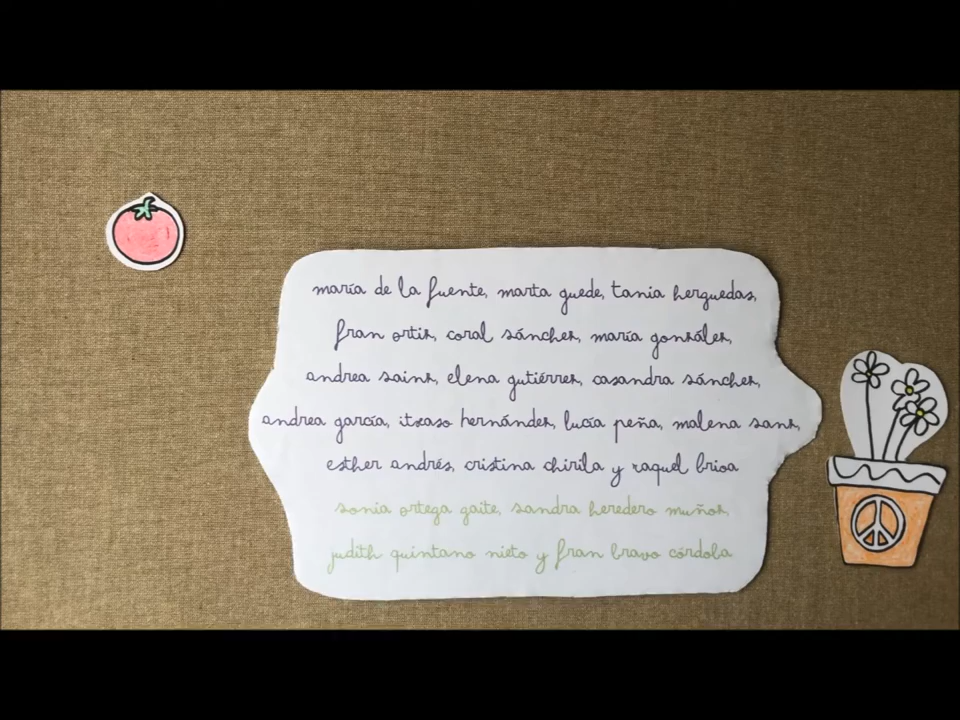 maría de la fuente, marta guede, tania herguedas,
fran ortiz, coral sánchez, maría gonzález,
andrea sainz, elena gutiérrez, casandra sánchez,
andrea garcía, itxaso hernández, lucía peña, malena sanz,
esther andrés, cristina chirila y raquel brioa
sonia ortega gaite, sandra heredero muñoz,
judith quintano nieto y fran bravo córdoba